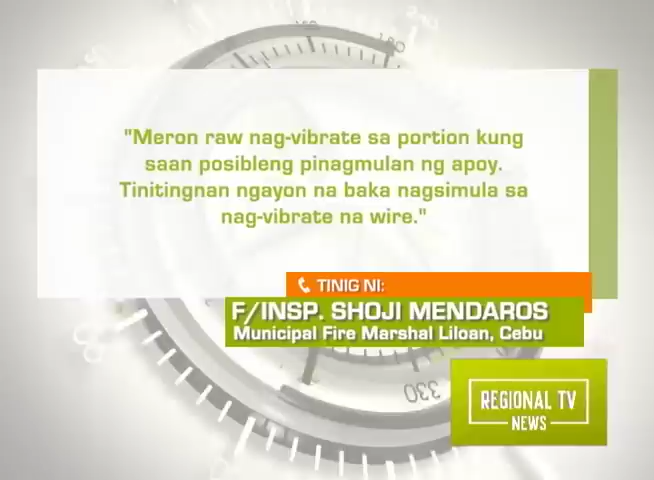 "Meron raw nag-vibrate sa portion kung
saan posibleng pinagmulan ng apoy.
Tinitingnan ngayon na baka nagsimula sa
nag-vibrate na wire."
TINIG NI:
F/INSP. SHOJI MENDAROS
Municipal Fire Marshal Liloan, Cebu
330
REGIONAL TV
NEWS